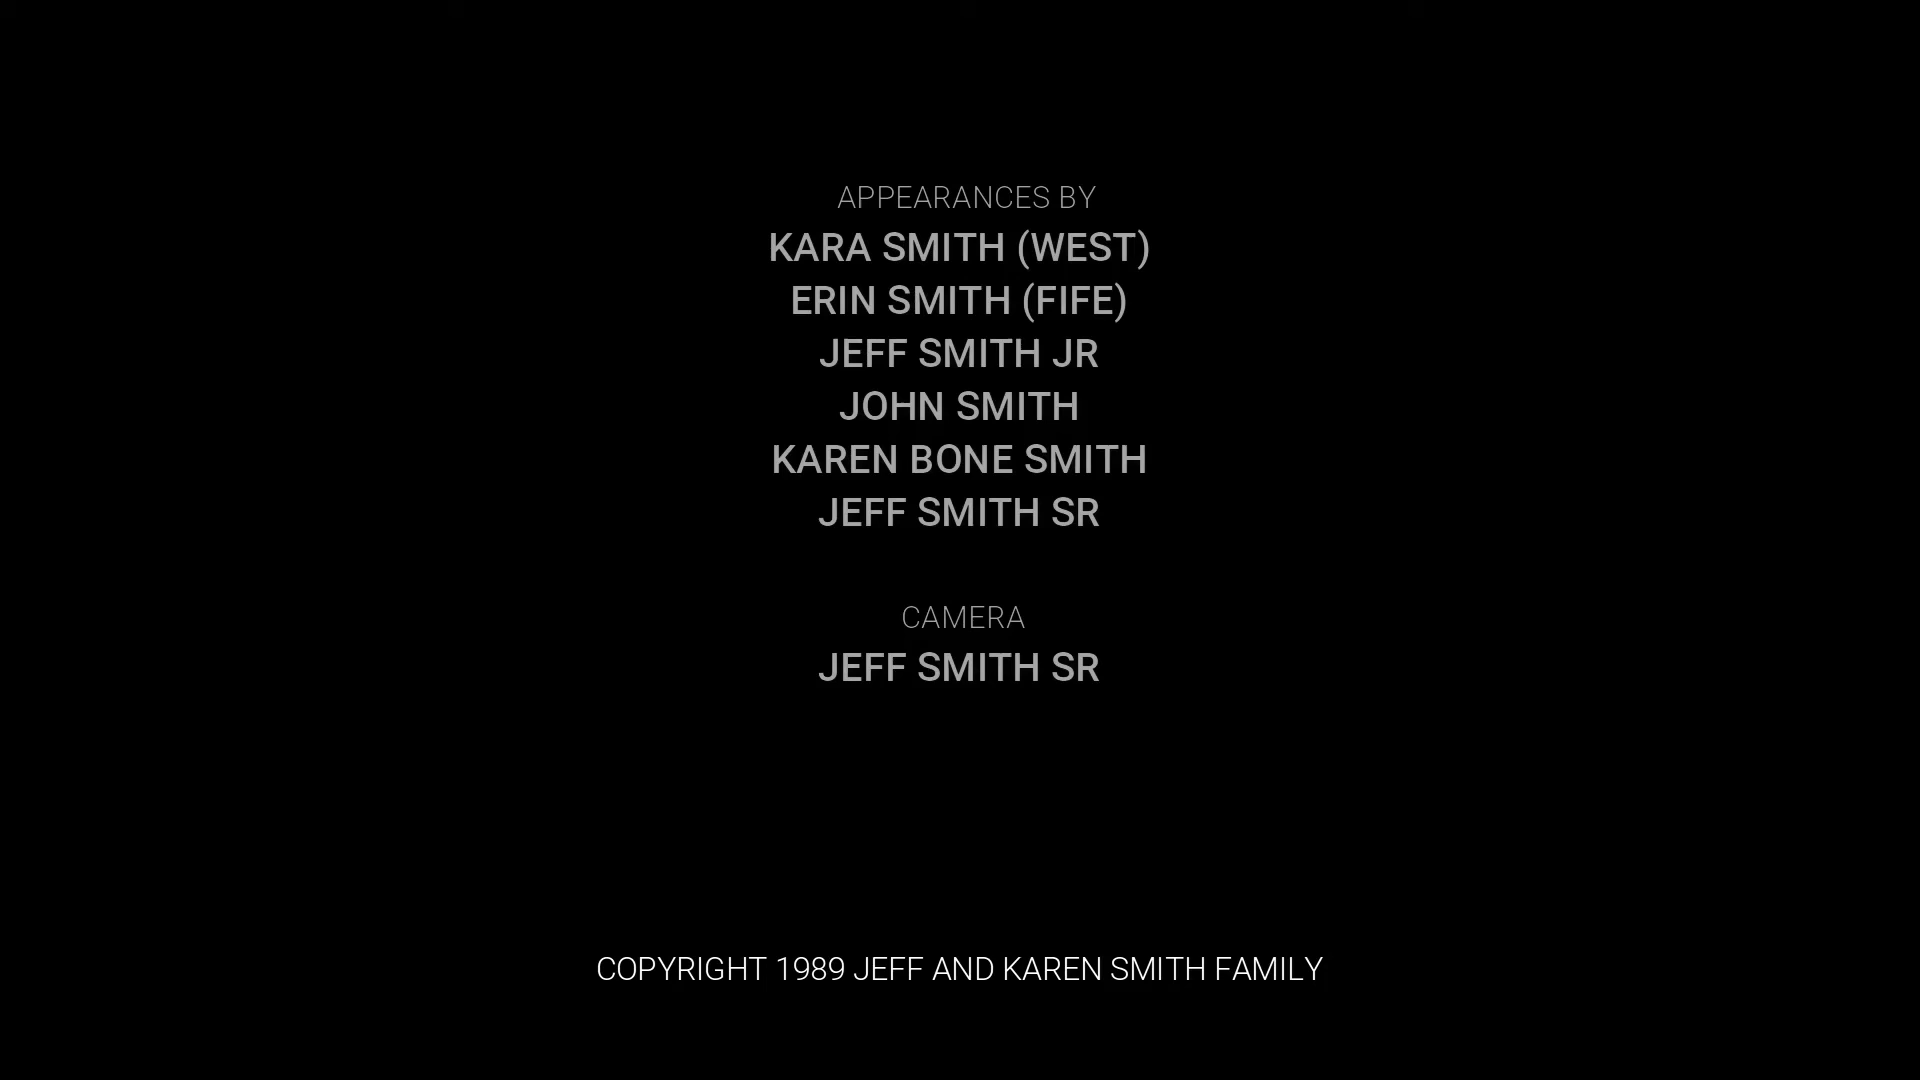 APPEARANCES BY
KARA SMITH (WEST)
ERIN SMITH (FIFE)
JEFF SMITH JR
JOHN SMITH
KAREN BONE SMITH
JEFF SMITH SR
CAMERA
JEFF SMITH SR
COPYRIGHT 1989 JEFF AND KAREN SMITH FAMILY